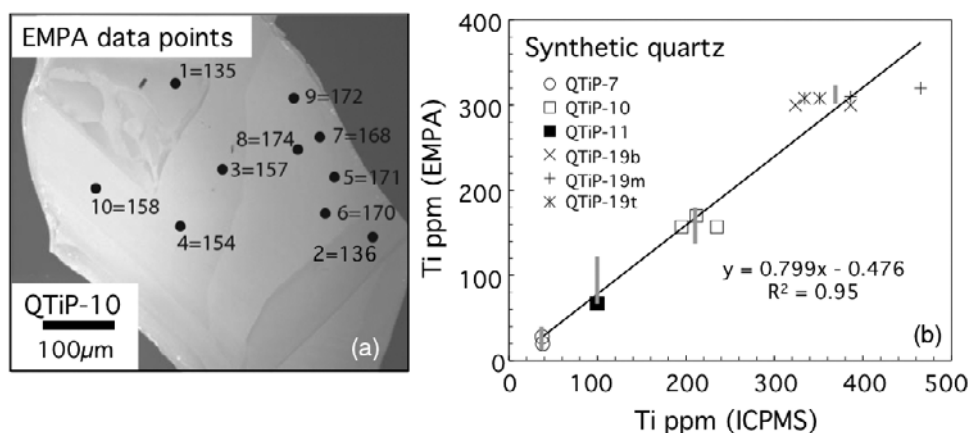 EMPA data points
1=135
9=172
7=168
8=174
3=157
5=171
10=158
6=170
4=154
2=136
QTiP-10
100µm
(a)
Ti ppm (EMPA)
400
300
200
100
0
Synthetic quartz
QTiP-7
QTiP-10
QTiP-11
QTiP-19b
QTiP-19m
QTiP-19t
y = 0.799x - 0.476
R² = 0.95
(b)
0 100 200 300 400 500
Ti ppm (ICPMS)